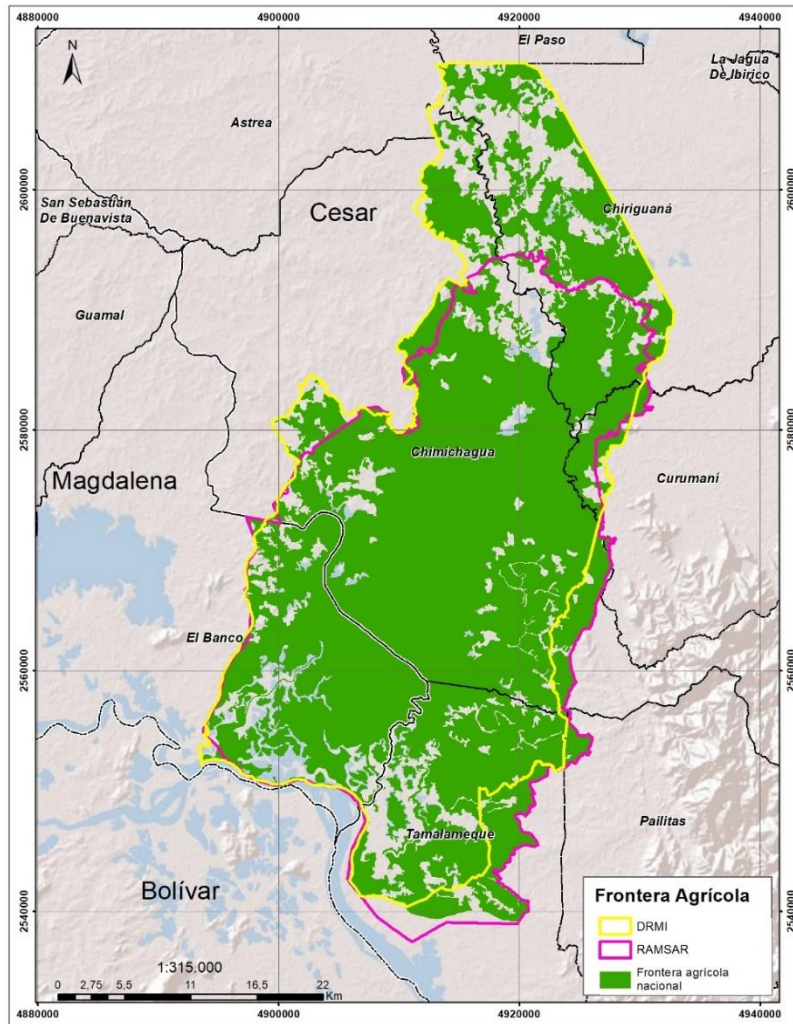 4880000 4900000 4920000 4940000
N
El Paso
La Jagua
De Ibirico
Astrea
2600000 2600000
San Sebastián
De Buenavista
Cesar
Chiriguaná
Guamal
2580000 2580000
Chimichagua
Magdalena
Curumaní
El Banco
2560000 2560000
Tamalameque
Pailitas
Bolívar
2540000 2540000
Frontera Agrícola
DRMI
RAMSAR
Frontera agrícola
nacional
1:315.000
0 2,75 5,5 11 16,5 22
Km
4880000 4900000 4920000 4940000